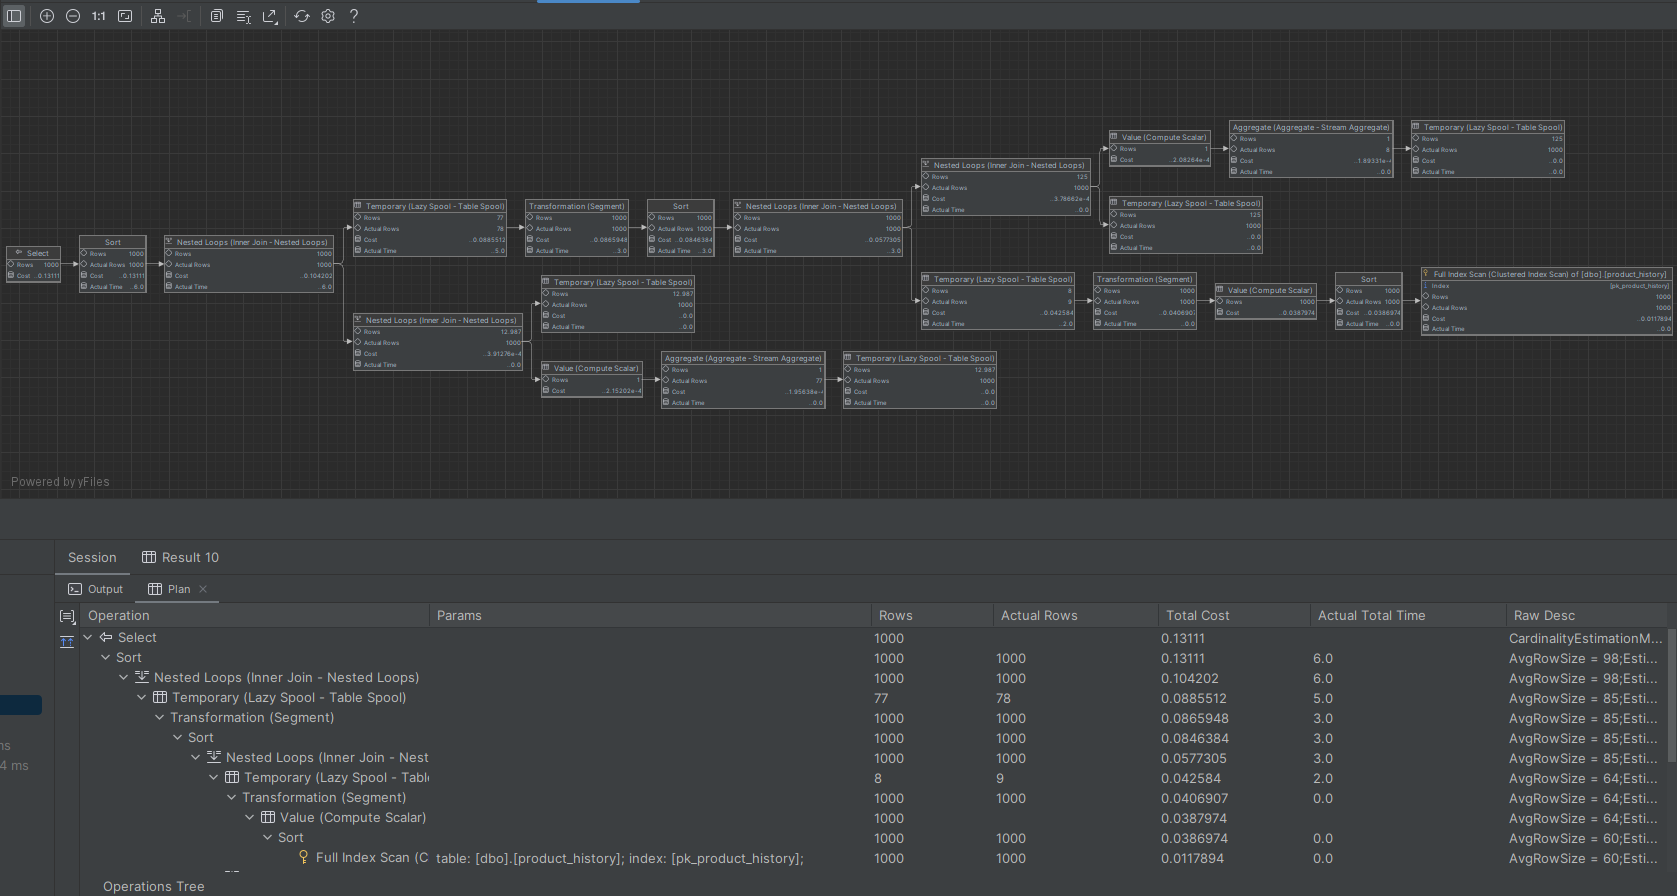 1:1
Select
Rows 1000
Cost ..0.13111
Sort
Rows 1000
Actual Rows 1000
Cost ..0.13111
Actual Time ..6.0
Nested Loops (Inner Join - Nested Loops)
Rows 1000
Actual Rows 1000
Cost ..0.104202
Actual Time ..6.0
Temporary (Lazy Spool - Table Spool)
Rows 77
Actual Rows 78
Cost ..0.0885512
Actual Time ..5.0
Transformation (Segment)
Rows 1000
Actual Rows 1000
Cost ..0.0865948
Actual Time ..3.0
Sort
Rows 1000
Actual Rows 1000
Cost ..0.0846384
Actual Time ..3.0
Nested Loops (Inner Join - Nested Loops)
Rows 1000
Actual Rows 1000
Cost ..0.0577305
Actual Time ..3.0
Nested Loops (Inner Join - Nested Loops)
Rows 125
Actual Rows 1000
Cost ..3.78662e-4
Actual Time ..0.0
Value (Compute Scalar)
Rows 1
Cost ..2.08264e-4
Aggregate (Aggregate - Stream Aggregate)
Rows 1
Actual Rows 8
Cost ..1.89331e-4
Actual Time ..0.0
Temporary (Lazy Spool - Table Spool)
Rows 125
Actual Rows 1000
Cost ..0.0
Actual Time ..0.0
Temporary (Lazy Spool - Table Spool)
Rows 125
Actual Rows 1000
Cost ..0.0
Actual Time ..0.0
Temporary (Lazy Spool - Table Spool)
Rows 8
Actual Rows 9
Cost ..0.042584
Actual Time ..2.0
Transformation (Segment)
Rows 1000
Actual Rows 1000
Cost ..0.0406907
Actual Time ..0.0
Value (Compute Scalar)
Rows 1000
Cost ..0.0387974
Sort
Rows 1000
Actual Rows 1000
Cost ..0.0386974
Actual Time ..0.0
Full Index Scan (Clustered Index Scan) of [dbo].[product_history]
Index [pk_product_history]
Rows 1000
Actual Rows 1000
Cost ..0.0117894
Actual Time ..0.0
Nested Loops (Inner Join - Nested Loops)
Rows 12.987
Actual Rows 1000
Cost ..3.91276e-4
Actual Time ..0.0
Temporary (Lazy Spool - Table Spool)
Rows 12.987
Actual Rows 1000
Cost ..0.0
Actual Time ..0.0
Value (Compute Scalar)
Rows 1
Cost ..2.15202e-4
Aggregate (Aggregate - Stream Aggregate)
Rows 1
Actual Rows 77
Cost ..1.95638e-4
Actual Time ..0.0
Temporary (Lazy Spool - Table Spool)
Rows 12.987
Actual Rows 1000
Cost ..0.0
Actual Time ..0.0
Powered by yFiles
Session Result 10
Output Plan
Operation Params Rows Actual Rows Total Cost Actual Total Time Raw Desc
Select 1000 0.13111 CardinalityEstimationM...
Sort 1000 1000 0.13111 6.0 AvgRowSize = 98;Esti...
Nested Loops (Inner Join - Nested Loops) 1000 1000 0.104202 6.0 AvgRowSize = 98;Esti...
Temporary (Lazy Spool - Table Spool) 77 78 0.0885512 5.0 AvgRowSize = 85;Esti...
Transformation (Segment) 1000 1000 0.0865948 3.0 AvgRowSize = 85;Esti...
Sort 1000 1000 0.0846384 3.0 AvgRowSize = 85;Esti...
Nested Loops (Inner Join - Nest 1000 1000 0.0577305 3.0 AvgRowSize = 85;Esti...
Temporary (Lazy Spool - Tabl 8 9 0.042584 2.0 AvgRowSize = 64;Esti...
Transformation (Segment) 1000 1000 0.0406907 0.0 AvgRowSize = 64;Esti...
Value (Compute Scalar) 1000 0.0387974 AvgRowSize = 64;Esti...
Sort 1000 1000 0.0386974 0.0 AvgRowSize = 60;Esti...
Full Index Scan (C table: [dbo].[product_history]; index: [pk_product_history]; 1000 1000 0.0117894 0.0 AvgRowSize = 60;Esti...
ms
4 ms
Operations Tree